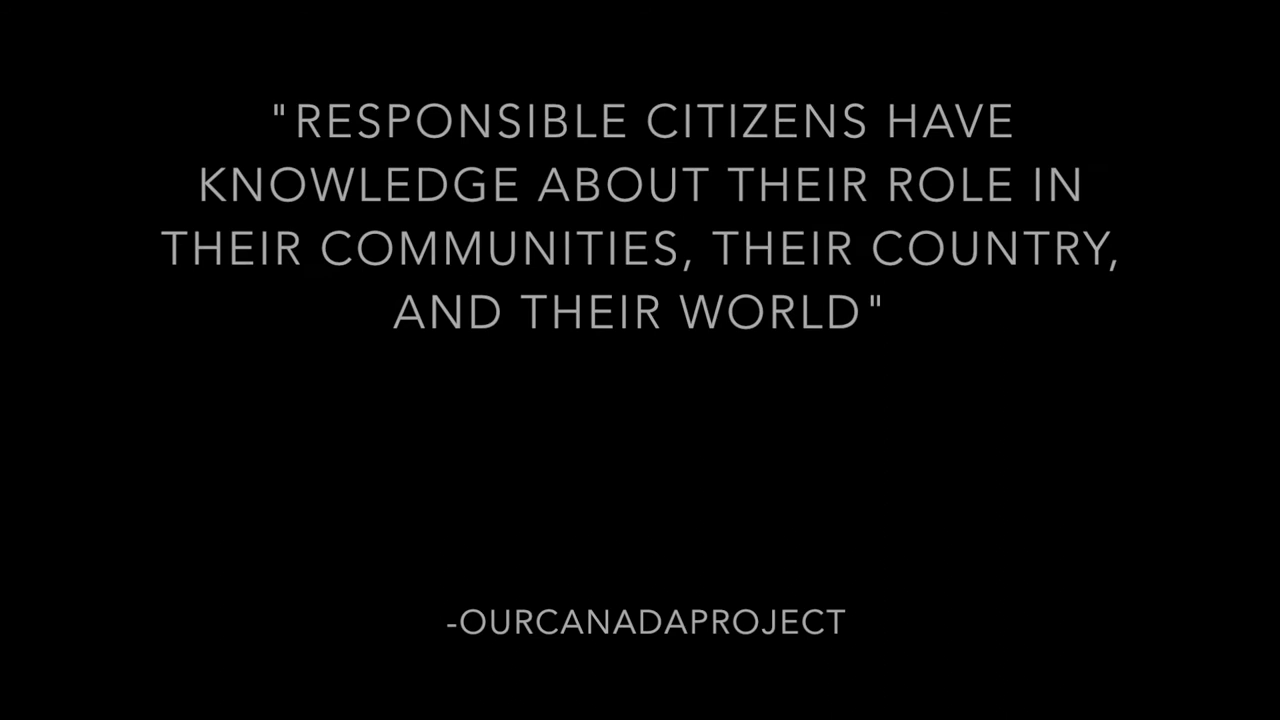 "RESPONSIBLE CITIZENS HAVE
KNOWLEDGE ABOUT THEIR ROLE IN
THEIR COMMUNITIES, THEIR COUNTRY,
AND THEIR WORLD"
-OURCANADAPROJECT